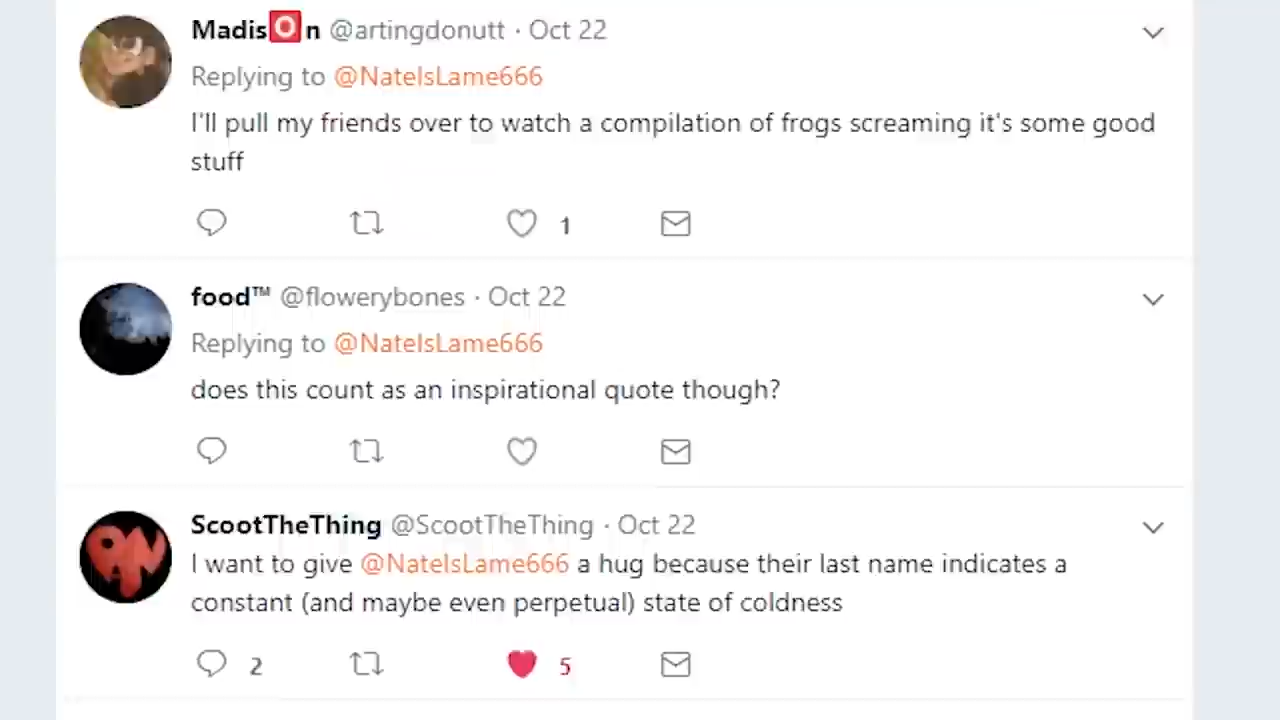 Madis🅾n @artingdonutt · Oct 22
Replying to @NateIsLame666
I'll pull my friends over to watch a compilation of frogs screaming it's some good
stuff
1
food™ @flowerybones · Oct 22
Replying to @NateIsLame666
does this count as an inspirational quote though?
ScootTheThing @ScootTheThing · Oct 22
I want to give @NateIsLame666 a hug because their last name indicates a
constant (and maybe even perpetual) state of coldness
2 5